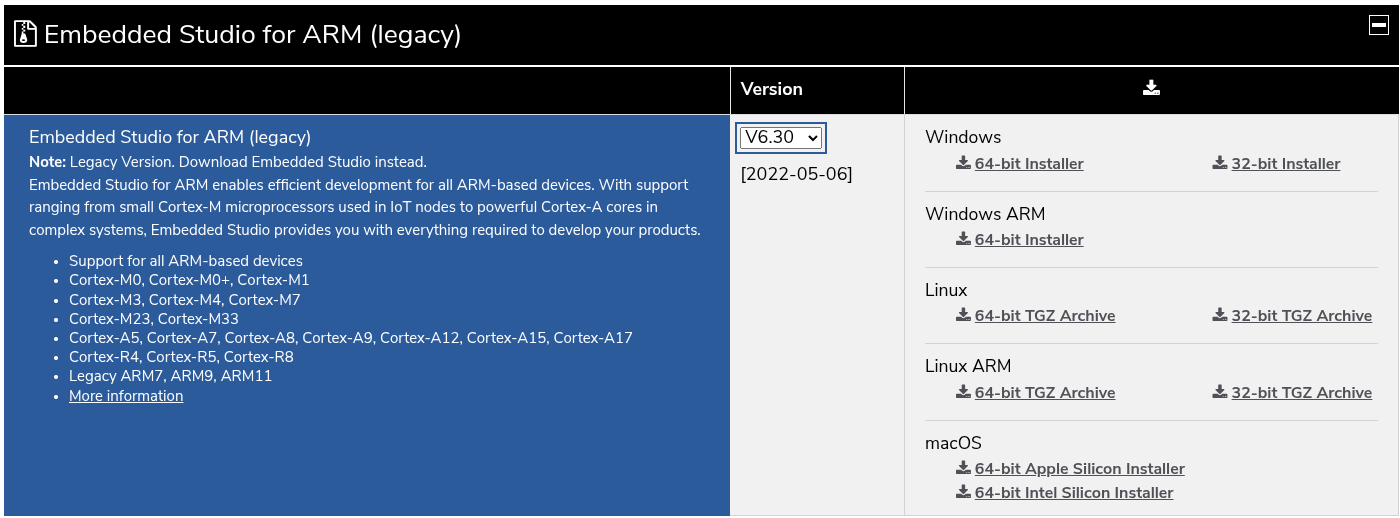 Embedded Studio for ARM (legacy)
Version
Embedded Studio for ARM (legacy)
Note: Legacy Version. Download Embedded Studio instead.
Embedded Studio for ARM enables efficient development for all ARM-based devices. With support
ranging from small Cortex-M microprocessors used in IoT nodes to powerful Cortex-A cores in
complex systems, Embedded Studio provides you with everything required to develop your products.
Support for all ARM-based devices
Cortex-M0, Cortex-M0+, Cortex-M1
Cortex-M3, Cortex-M4, Cortex-M7
Cortex-M23, Cortex-M33
Cortex-A5, Cortex-A7, Cortex-A8, Cortex-A9, Cortex-A12, Cortex-A15, Cortex-A17
Cortex-R4, Cortex-R5, Cortex-R8
Legacy ARM7, ARM9, ARM11
More information
V6.30
[2022-05-06]
Windows
64-bit Installer 32-bit Installer
Windows ARM
64-bit Installer
Linux
64-bit TGZ Archive 32-bit TGZ Archive
Linux ARM
64-bit TGZ Archive 32-bit TGZ Archive
macOS
64-bit Apple Silicon Installer
64-bit Intel Silicon Installer